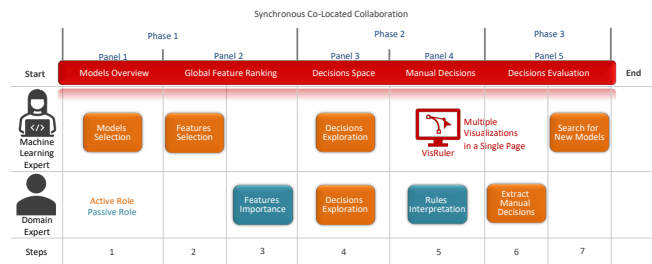 Synchronous Co-Located Collaboration
Phase 1 Phase 2 Phase 3
Panel 1 Panel 2 Panel 3 Panel 4 Panel 5
Start Models Overview Global Feature Ranking Decisions Space Manual Decisions Decisions Evaluation End
Machine
Learning
Expert
Models
Selection
Features
Selection
Decisions
Exploration
VisRuler
Multiple
Visualizations
in a Single Page
Search for
New Models
Domain
Expert
Active Role
Passive Role
Features
Importance
Decisions
Exploration
Rules
Interpretation
Extract
Manual
Decisions
Steps 1 2 3 4 5 6 7